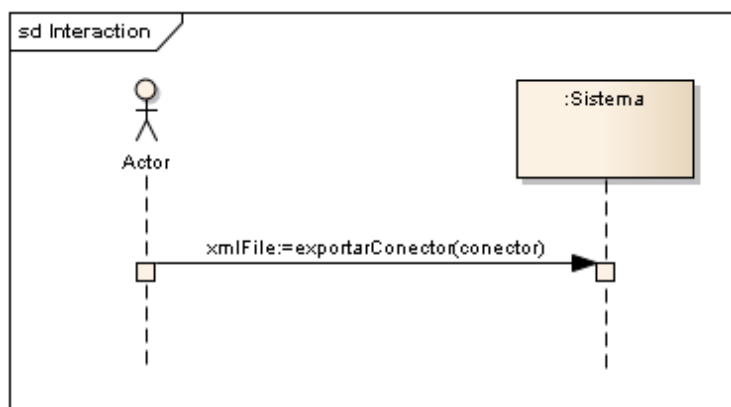 sd Interaction
:Sistema
Actor
xmlFile:=exportarConector(conector)